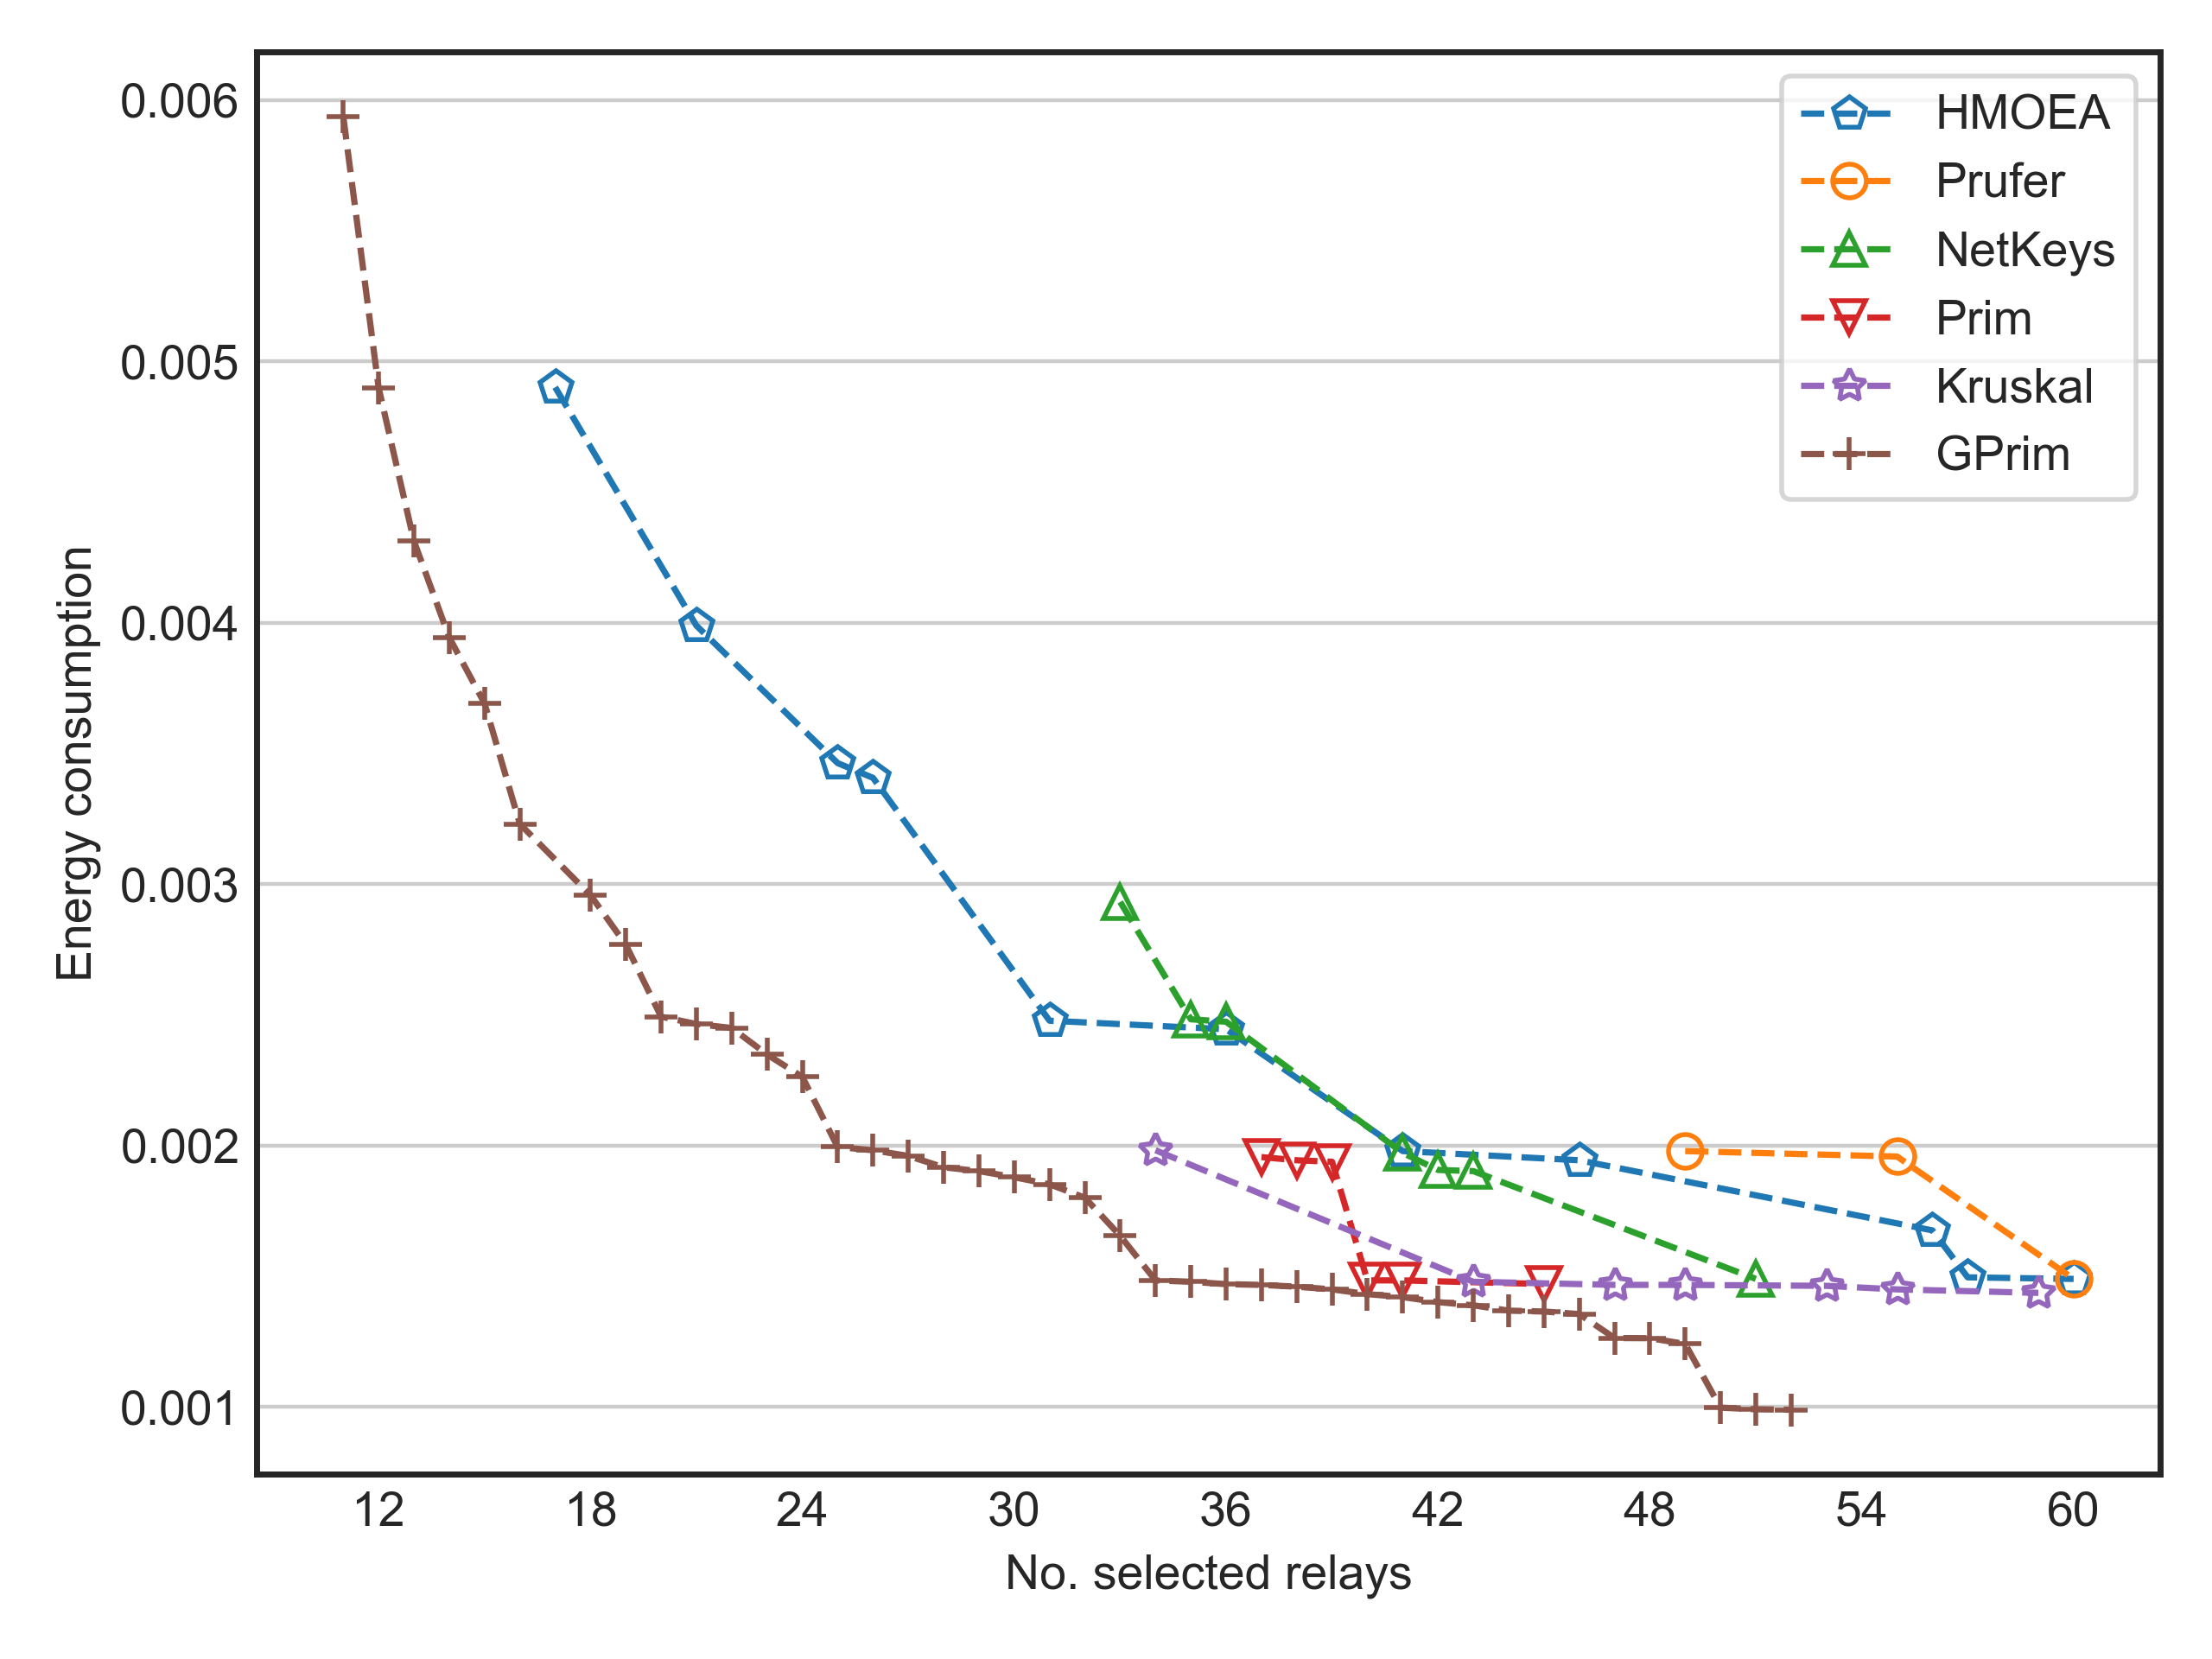 0.006
0.005
0.004
0.003
0.002
0.001
Energy consumption
12 18 24 30 36 42 48 54 60
No. selected relays
HMOEA
Prufer
NetKeys
Prim
Kruskal
GPrim